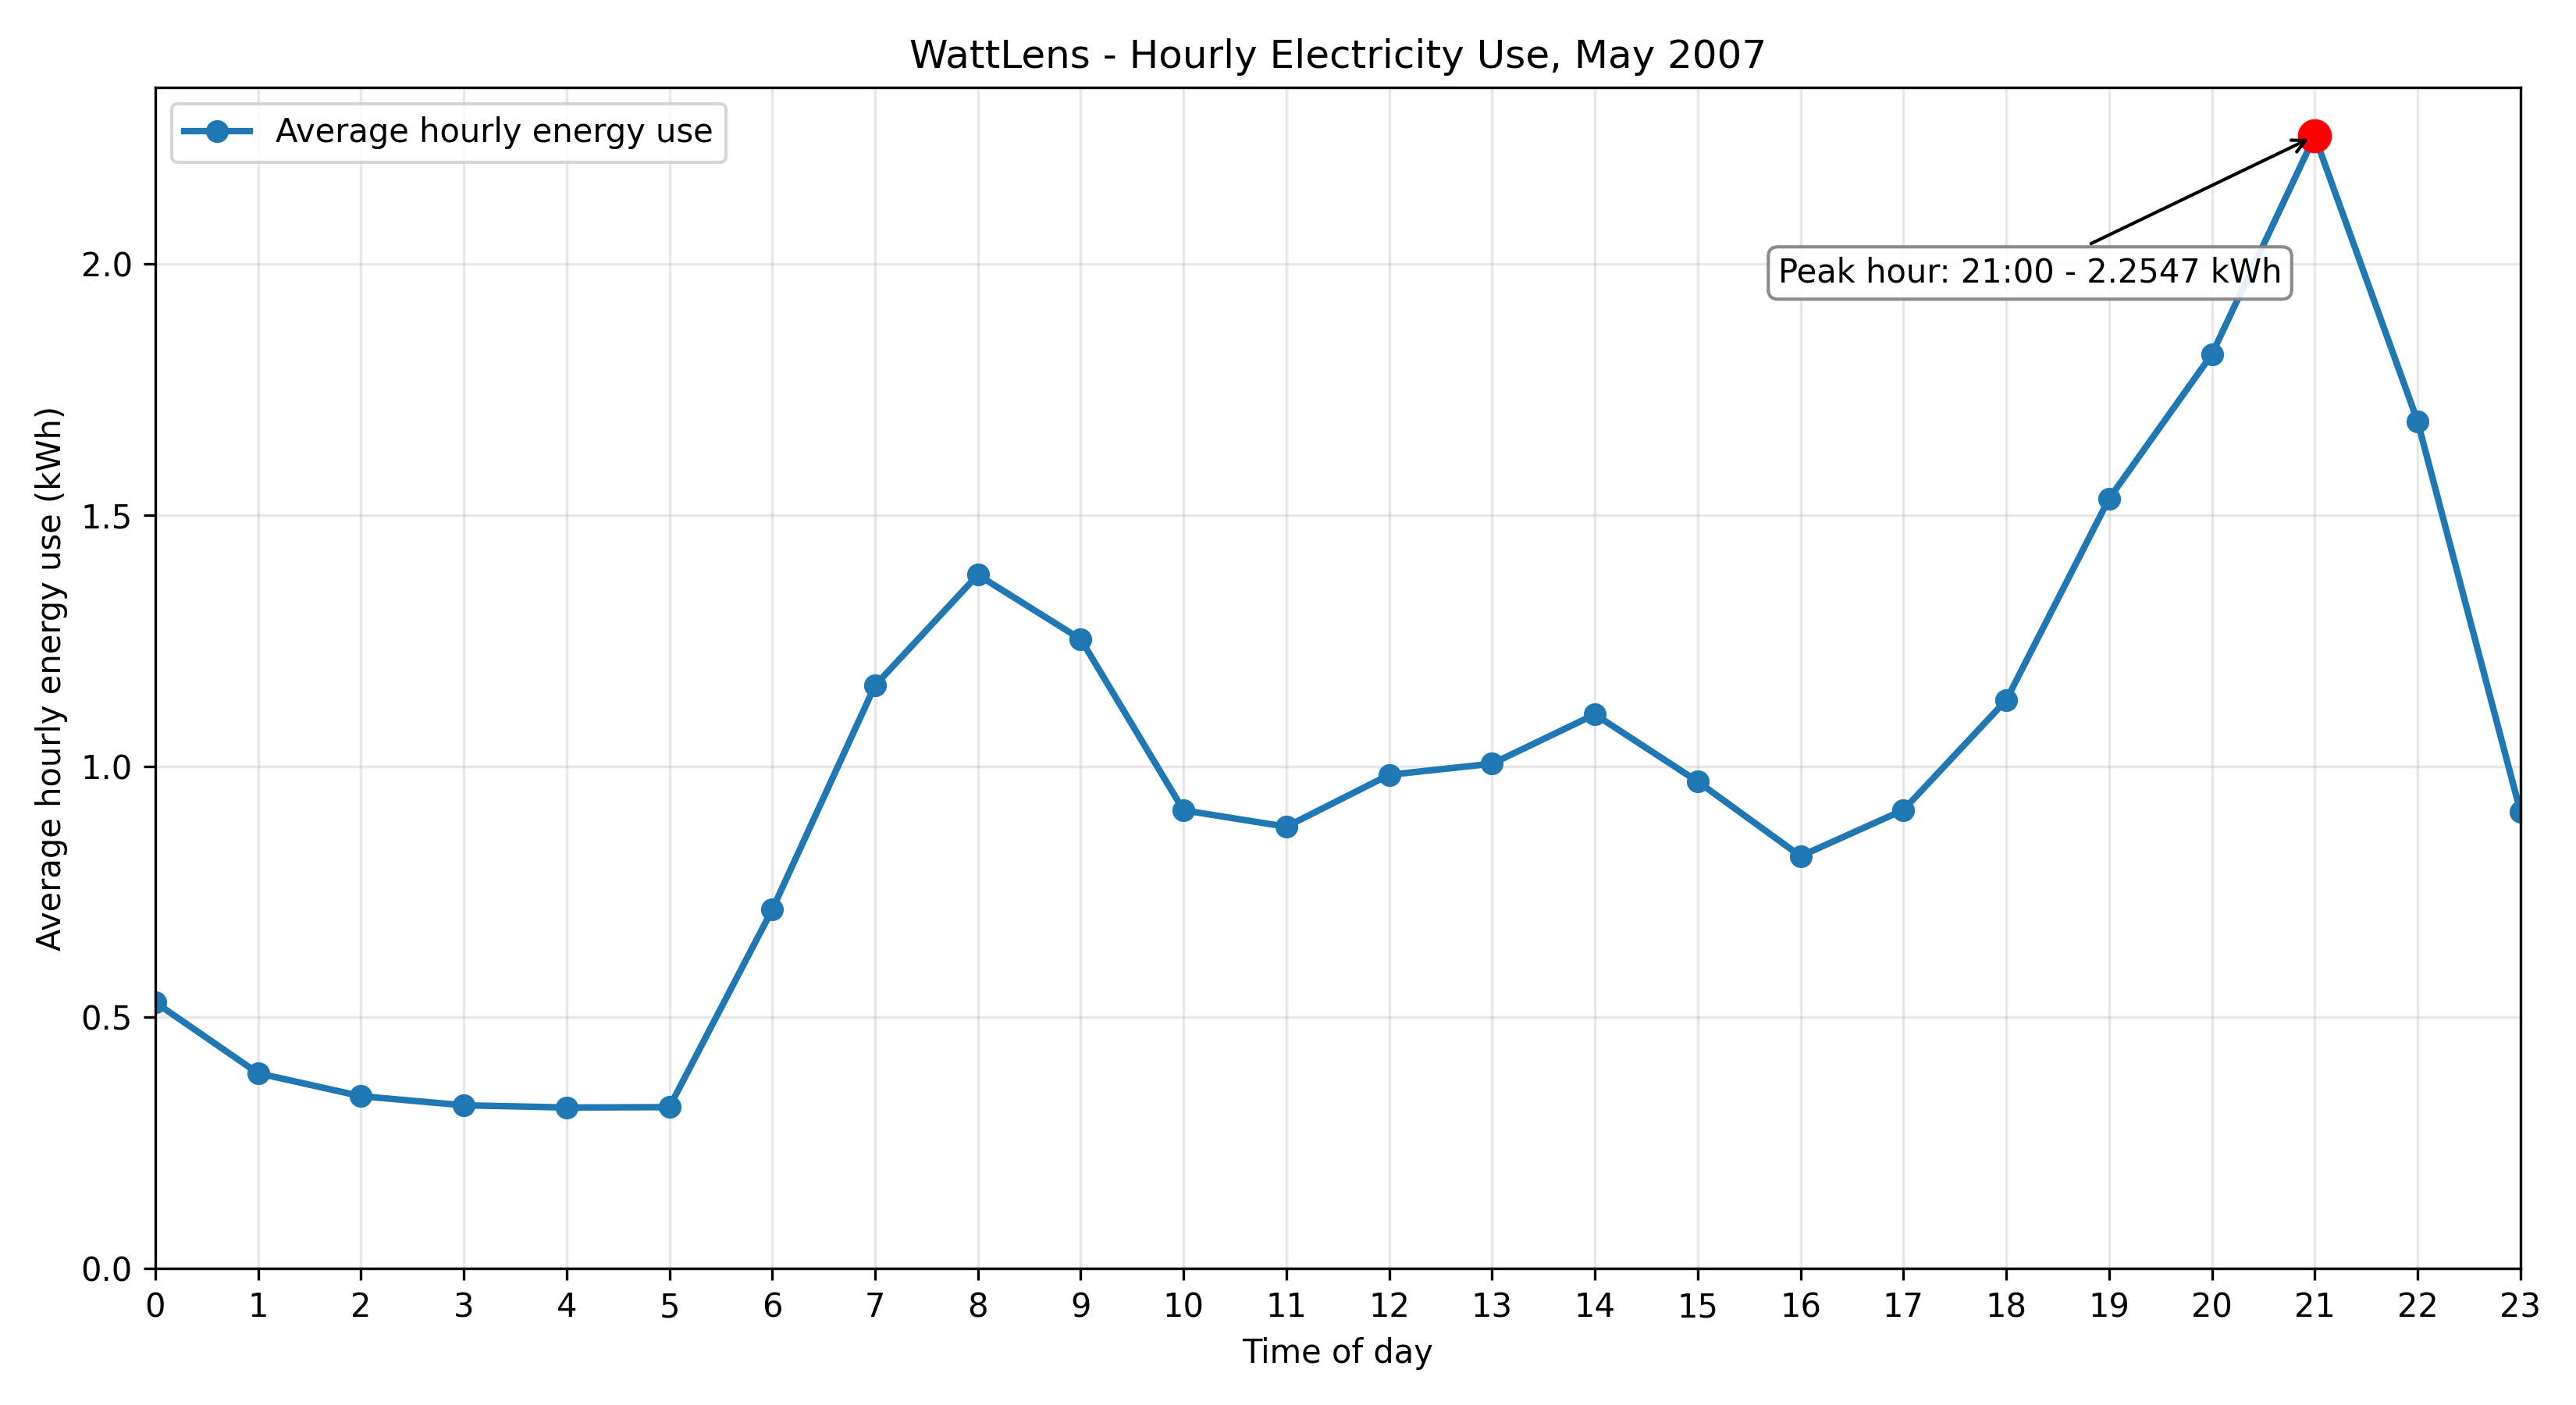 WattLens - Hourly Electricity Use, May 2007
Average hourly energy use
Peak hour: 21:00 - 2.2547 kWh
Average hourly energy use (kWh)
2.0
1.5
1.0
0.5
0.0
0 1 2 3 4 5 6 7 8 9 10 11 12 13 14 15 16 17 18 19 20 21 22 23
Time of day